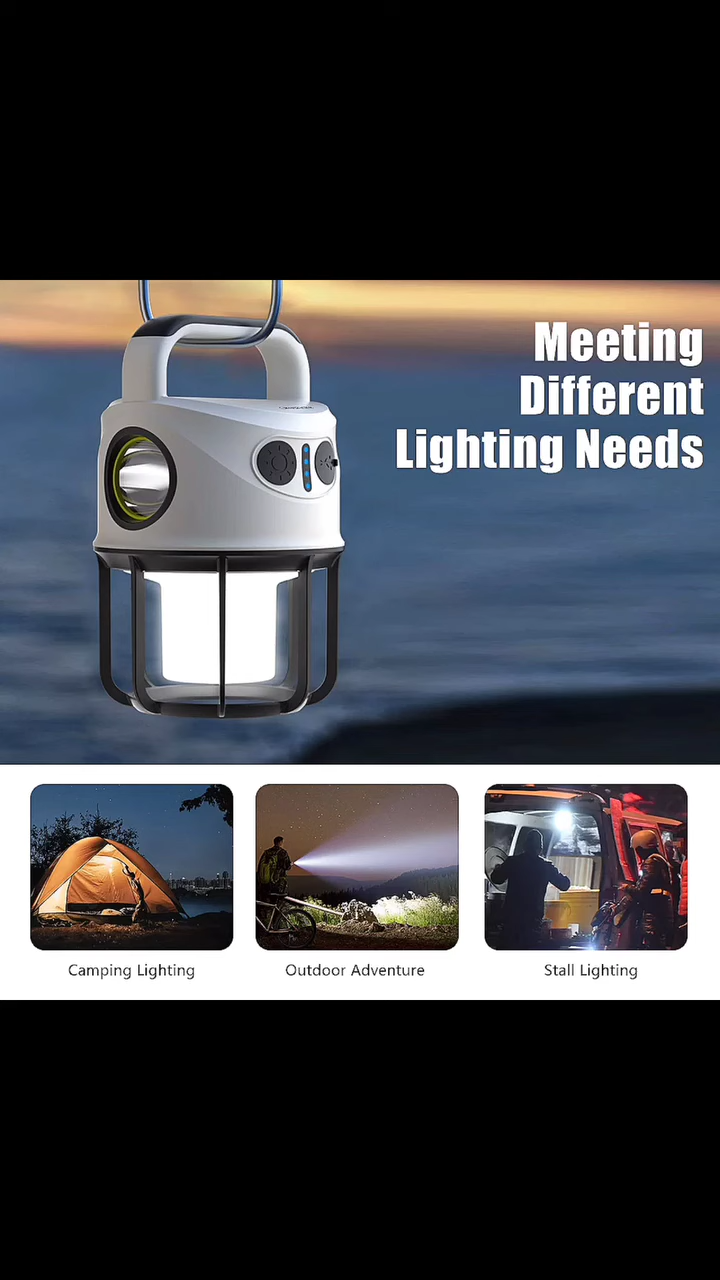 Meeting
Different
Lighting Needs
Camping Lighting
Outdoor Adventure
Stall Lighting